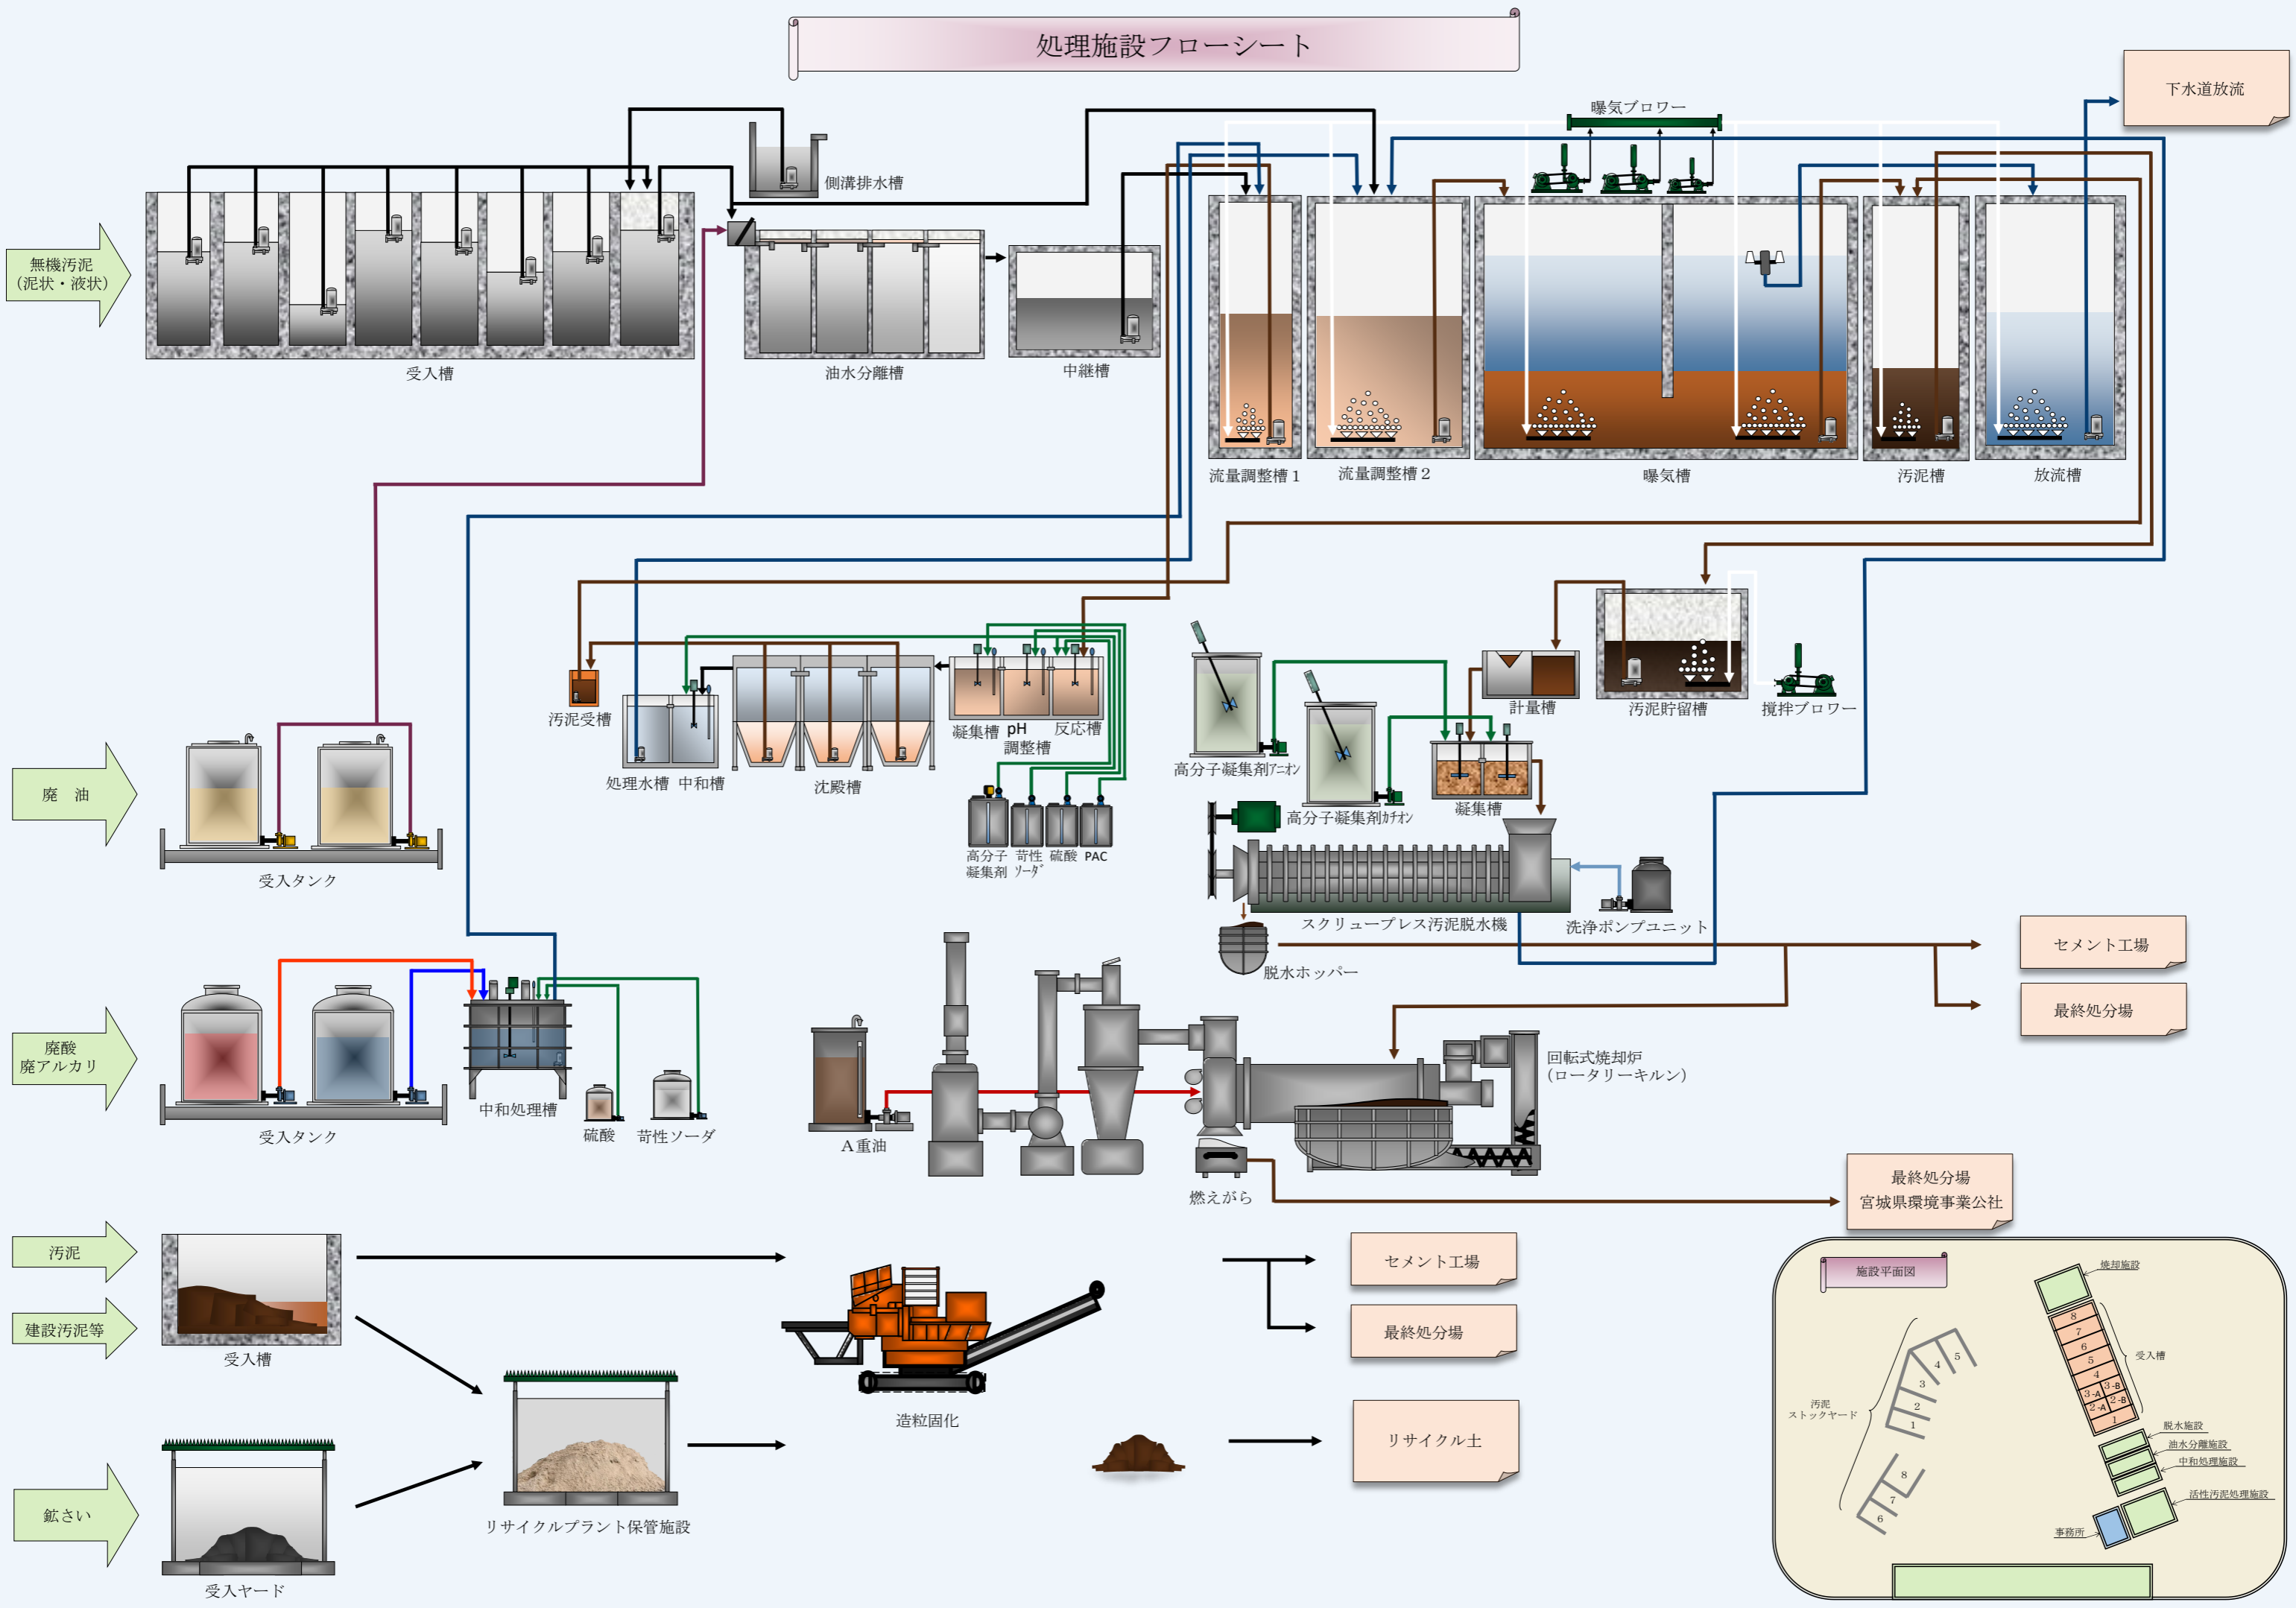 処理施設フローシート
下水道放流
曝気ブロワー
側溝排水槽
無機汚泥
（泥状・液状）
受入槽
油水分離槽
中継槽
流量調整槽１
流量調整槽２
曝気槽
汚泥槽
放流槽
汚泥受槽
処理水槽
中和槽
沈殿槽
凝集槽
pH
調整槽
反応槽
高分子
凝集剤
苛性
ｿｰﾀﾞ
硫酸
PAC
高分子凝集剤ｱﾆｵﾝ
高分子凝集剤ｶﾁｵﾝ
計量槽
汚泥貯留槽
撹拌ブロワー
凝集槽
廃　油
受入タンク
スクリュープレス汚泥脱水機
洗浄ポンプユニット
脱水ホッパー
セメント工場
最終処分場
廃酸
廃アルカリ
受入タンク
中和処理槽
硫酸
苛性ソーダ
Ａ重油
回転式焼却炉
（ロータリーキルン）
燃えがら
最終処分場
宮城県環境事業公社
汚泥
建設汚泥等
受入槽
鉱さい
受入ヤード
リサイクルプラント保管施設
造粒固化
セメント工場
最終処分場
リサイクル土
施設平面図
焼却施設
8
7
6
5
4
3-A
3-B
2-A
2-B
1
受入槽
汚泥
ストックヤード
5
4
3
2
1
8
7
6
脱水施設
油水分離施設
中和処理施設
活性汚泥処理施設
事務所